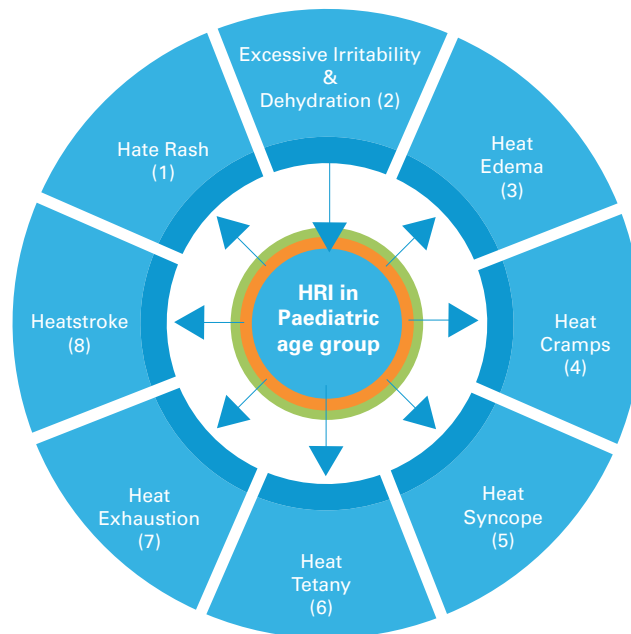 HRI in
Paediatric
age group
Hate Rash
(1)
Excessive Irritability
&
Dehydration (2)
Heat
Edema
(3)
Heat
Cramps
(4)
Heat
Syncope
(5)
Heat
Tetany
(6)
Heat
Exhaustion
(7)
Heatstroke
(8)